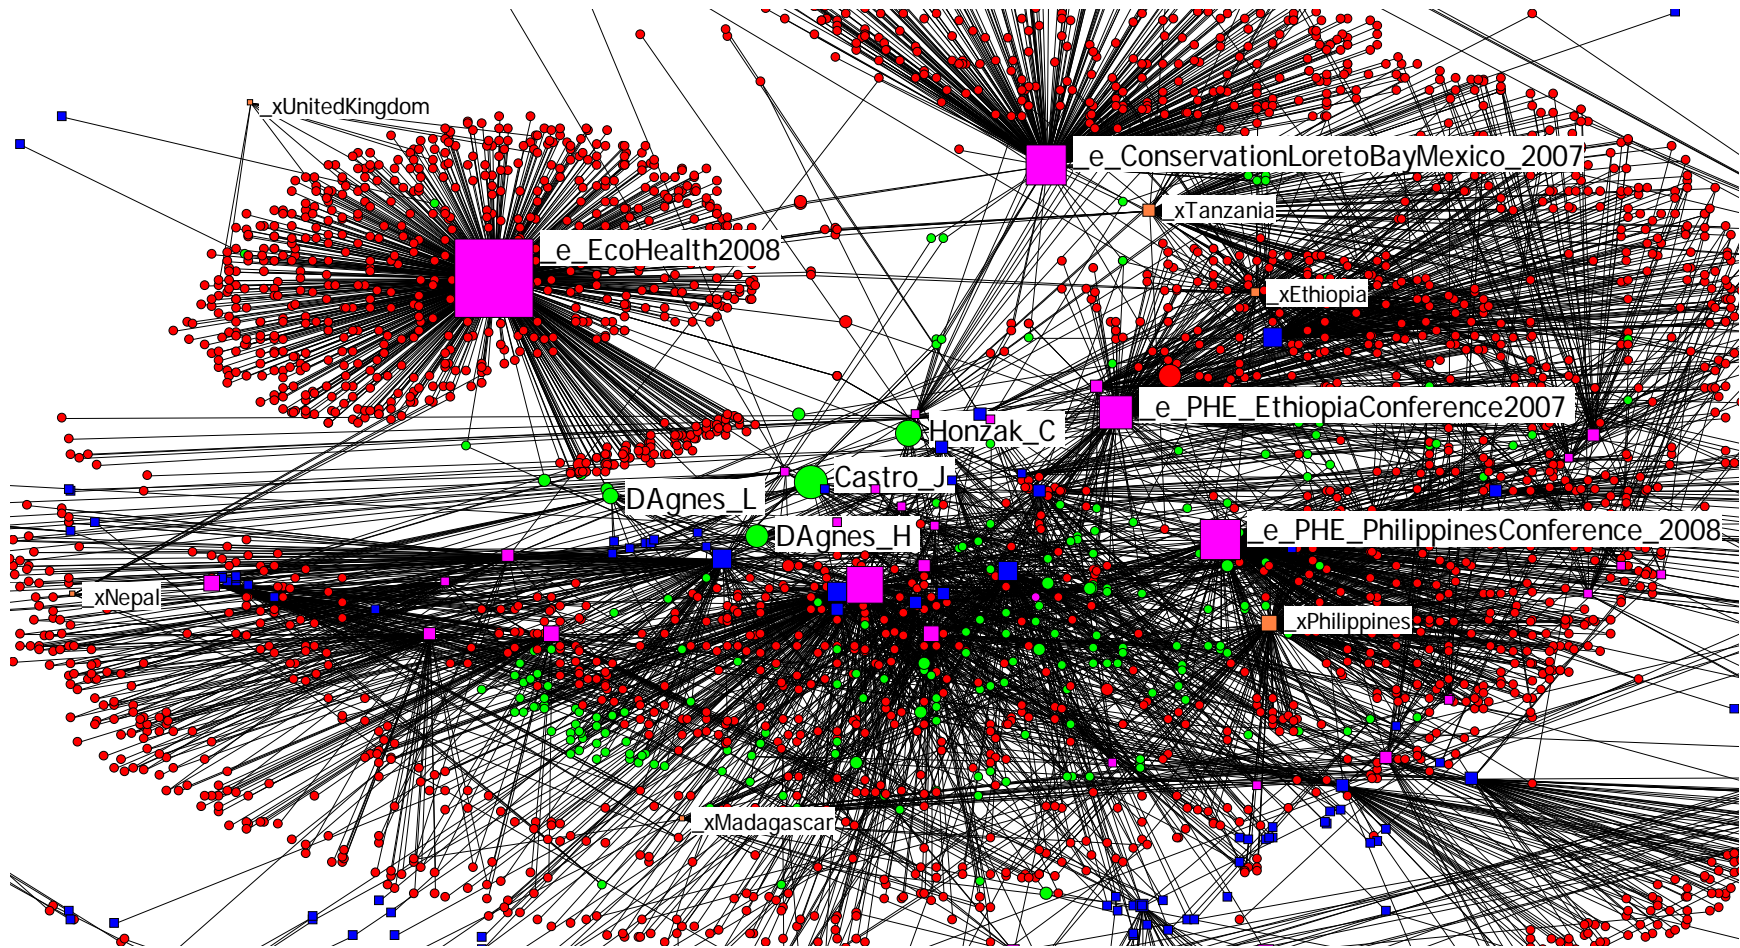 _xUnitedKingdom
_e_ConservationLoretoBayMexico_2007
_xTanzania
_e_EcoHealth2008
_xEthiopia
_e_PHE_EthiopiaConference2007
Honzak_C
Castro_J
DAgnes_L
DAgnes_H
_e_PHE_PhilippinesConference_2008
_xNepal
_xPhilippines
_xMadagascar